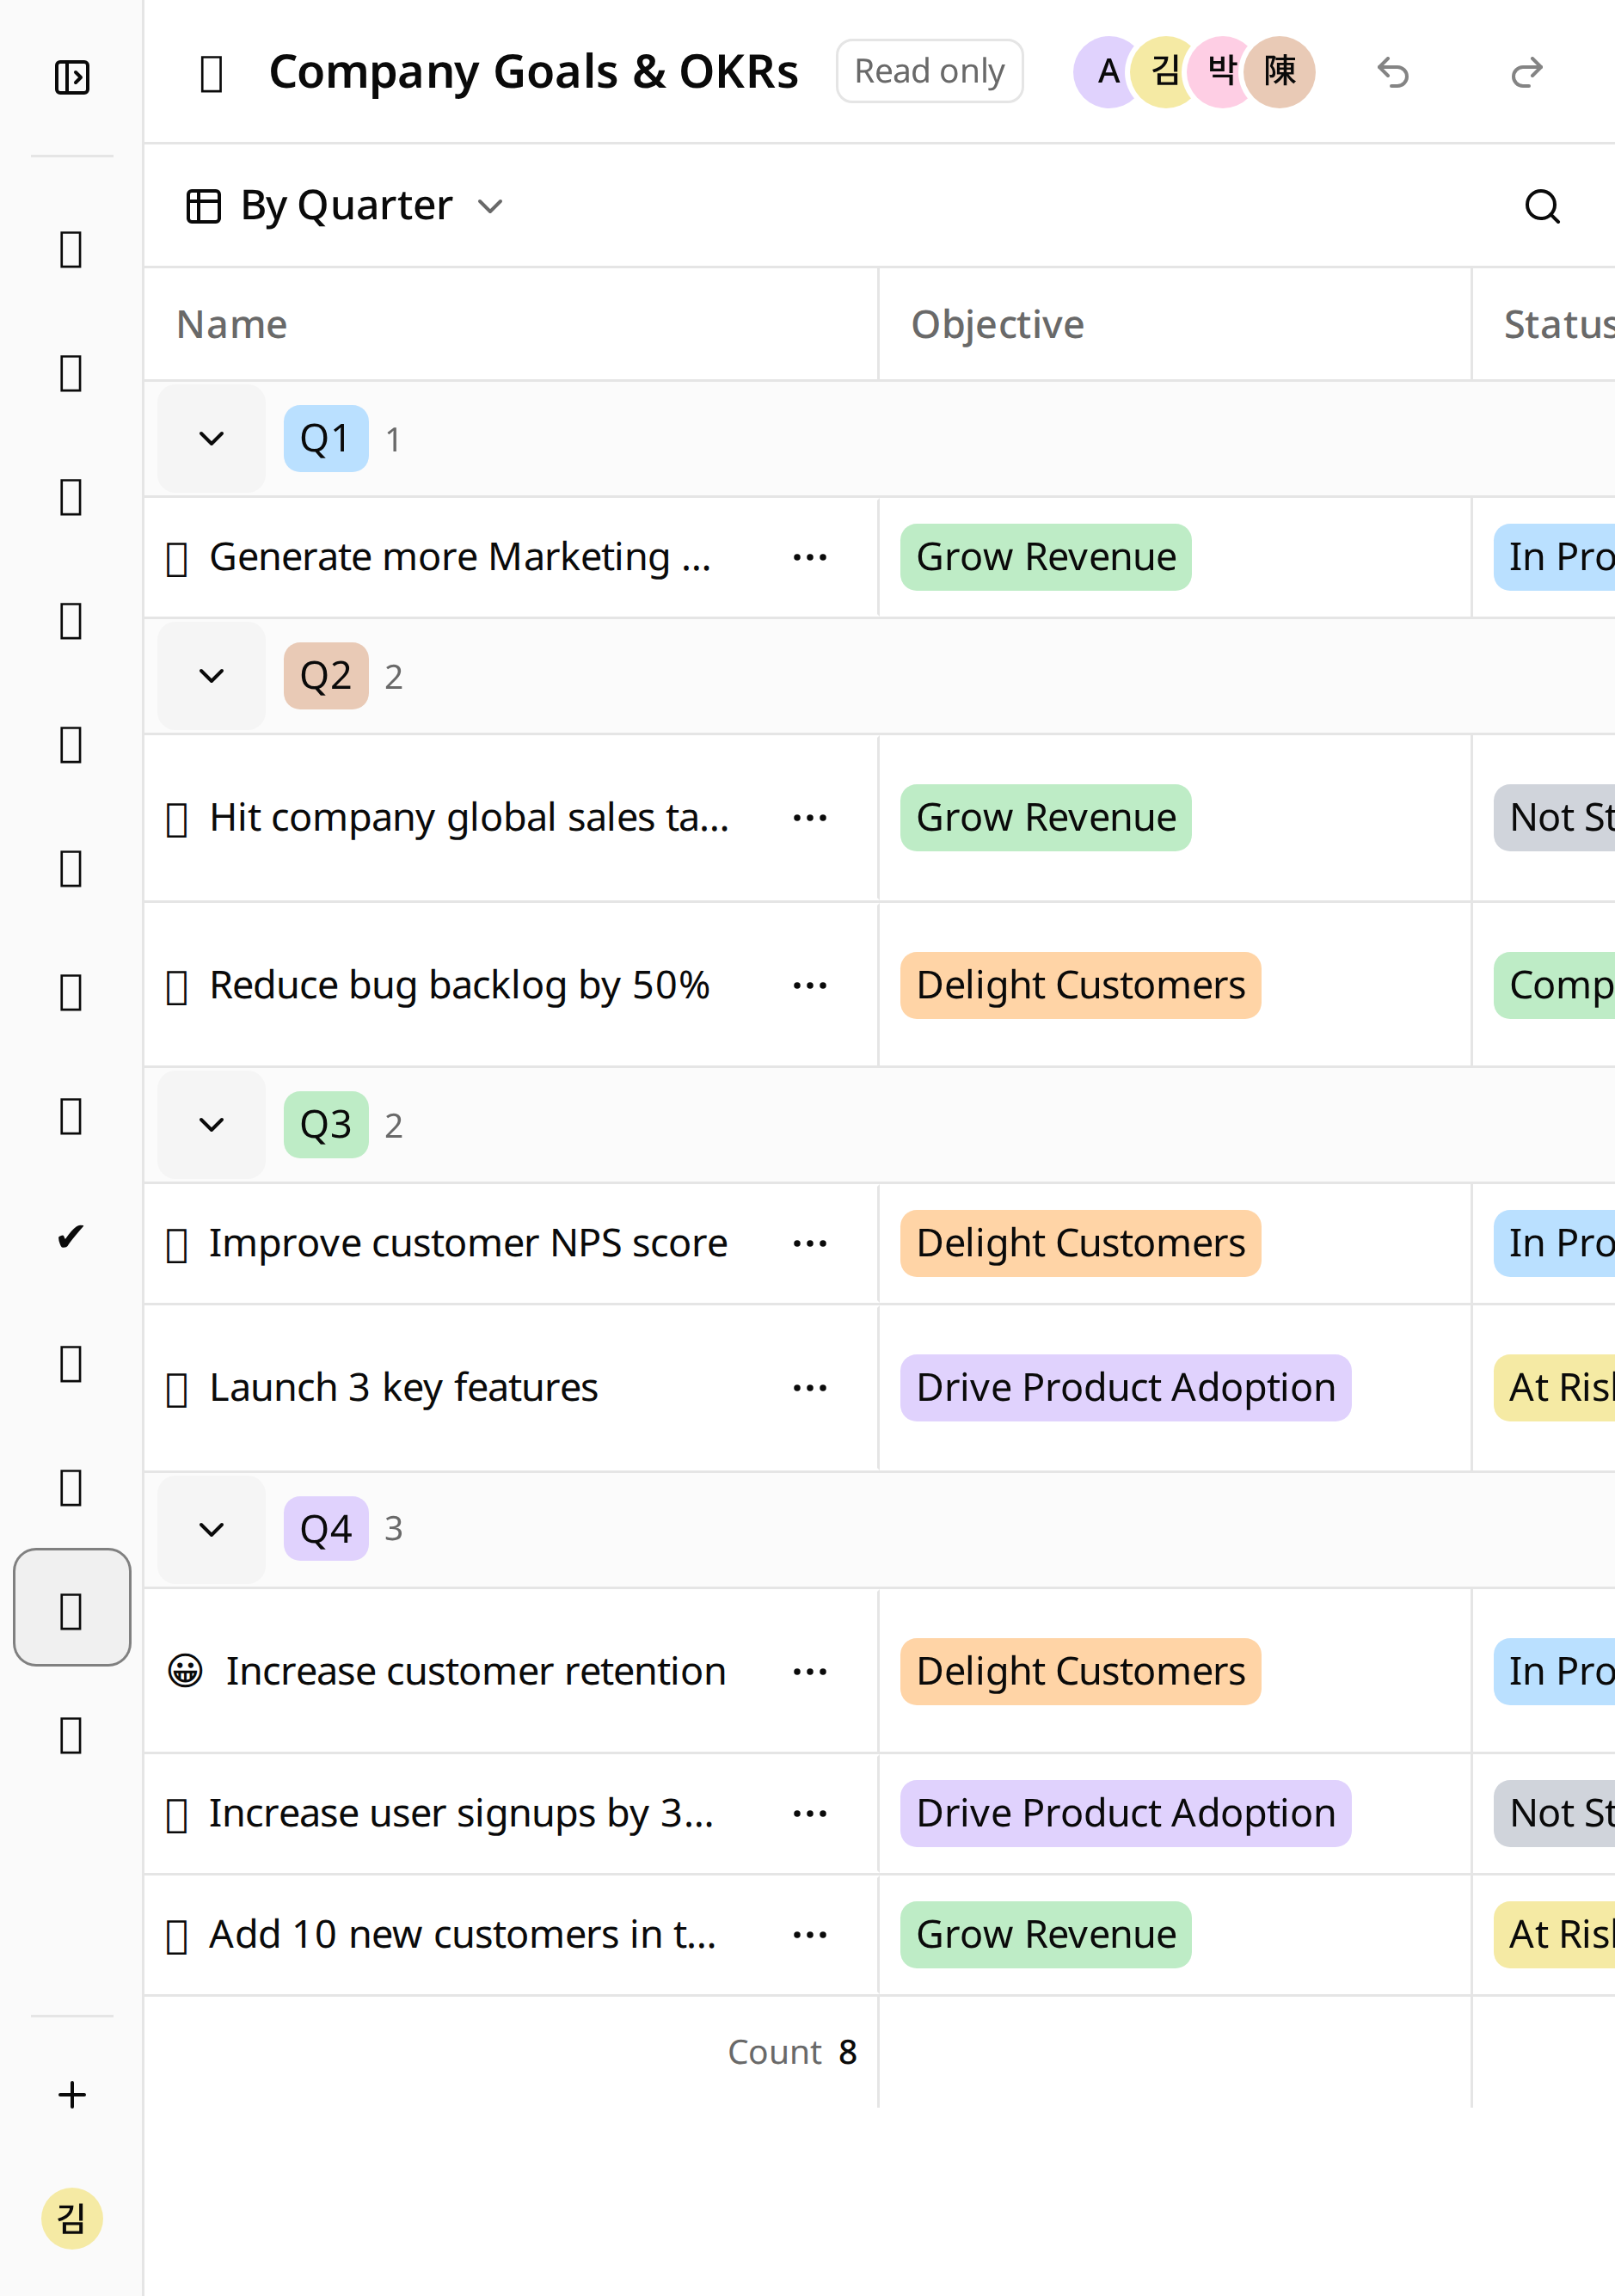 Company Goals & OKRs Read only A 김 박 陳
By Quarter
Name Objective Status
Q1 1
Generate more Marketing ... Grow Revenue In Pro
Q2 2
Hit company global sales ta... Grow Revenue Not St
Reduce bug backlog by 50% Delight Customers Comp
Q3 2
Improve customer NPS score Delight Customers In Pro
Launch 3 key features Drive Product Adoption At Ris
Q4 3
Increase customer retention Delight Customers In Pro
Increase user signups by 3... Drive Product Adoption Not St
Add 10 new customers in t... Grow Revenue At Ris
Count 8
김